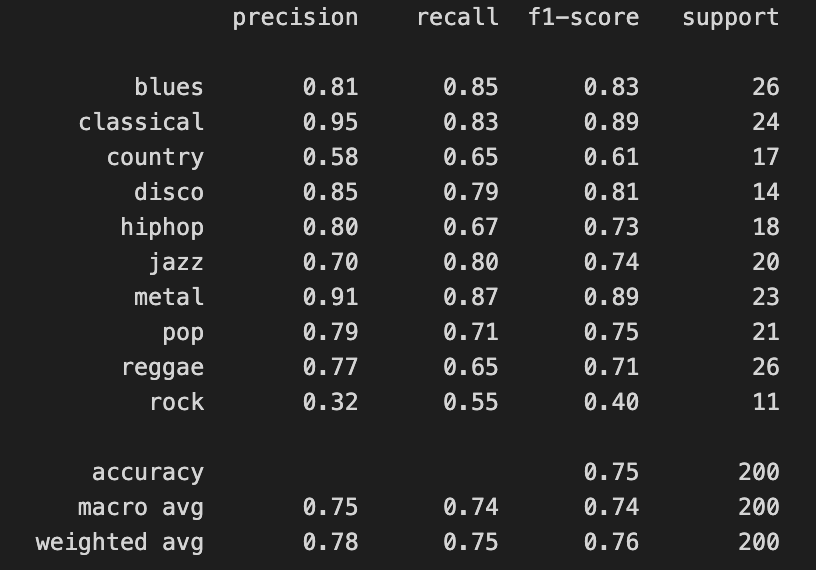 precision recall f1-score support
blues 0.81 0.85 0.83 26
classical 0.95 0.83 0.89 24
country 0.58 0.65 0.61 17
disco 0.85 0.79 0.81 14
hiphop 0.80 0.67 0.73 18
jazz 0.70 0.80 0.74 20
metal 0.91 0.87 0.89 23
pop 0.79 0.71 0.75 21
reggae 0.77 0.65 0.71 26
rock 0.32 0.55 0.40 11
accuracy 0.75 200
macro avg 0.75 0.74 0.74 200
weighted avg 0.78 0.75 0.76 200